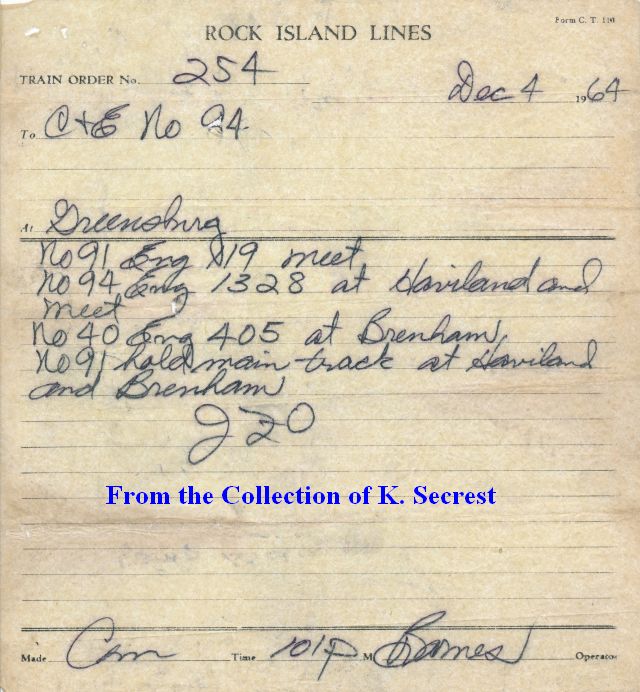 Form C. T. 110
ROCK ISLAND LINES
TRAIN ORDER No. 254
Dec 4 1964
To C+E No 94
At Greensburg
No 91 Eng 119 meet
No 94 Eng 1328 at Haviland and
meet
No 40 Eng 405 at Brenham
No 91 hold main track at Haviland
and Brenham
J20
From the Collection of K. Secrest
Made Com Time 101P M Barnes Operator